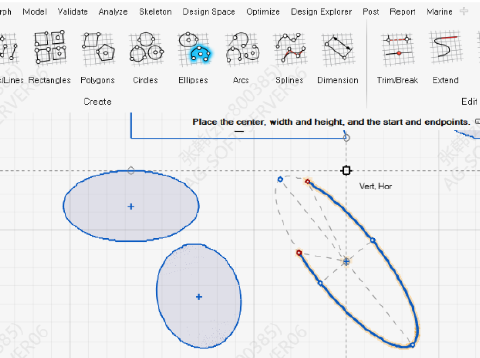 rph Model Validate Analyze Skeleton Design Space Optimize Design Explorer Post Report Marine
/Lines Rectangles Polygons Circles Ellipses Arcs Splines Dimension Trim/Break Extend
Create Edit
Place the center, width and height, and the start and endpoints.
Vert, Hor